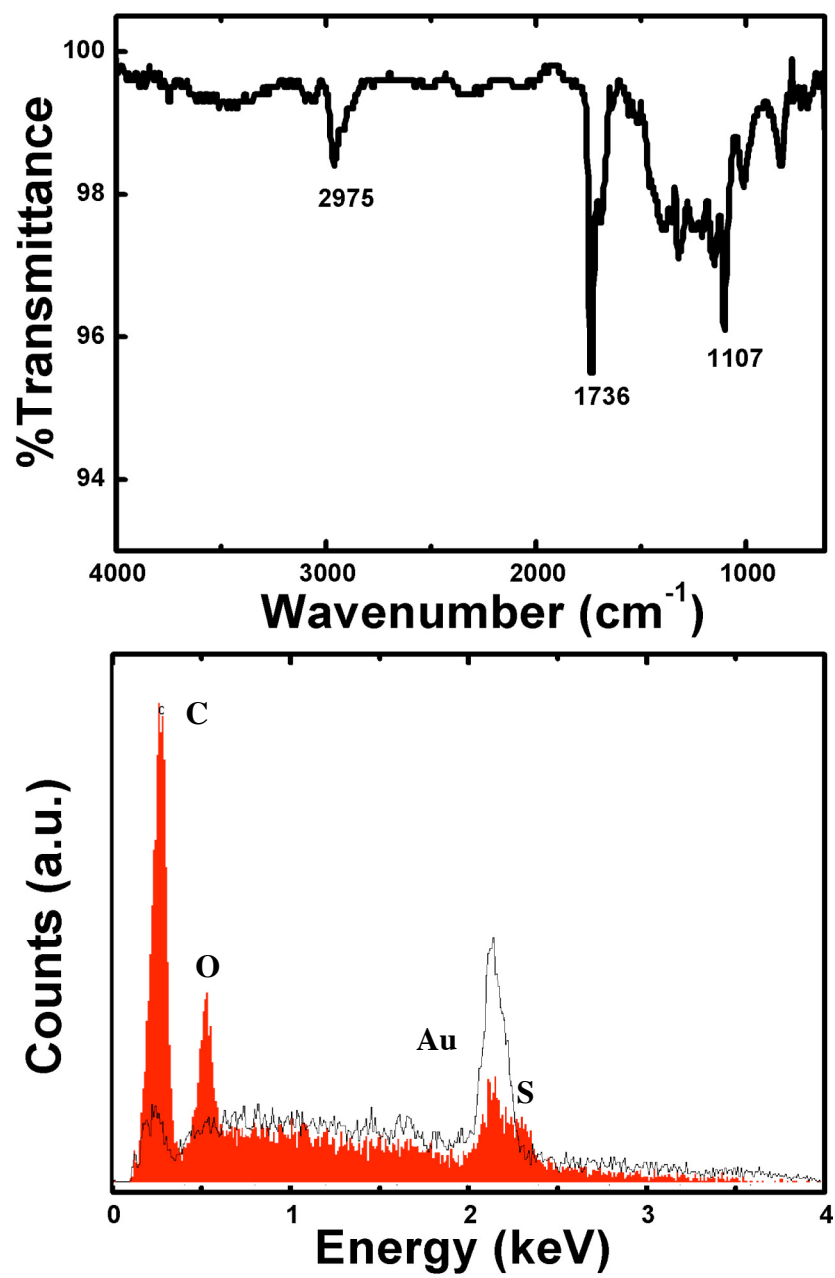 %Transmittance
100
98
96
94
2975
1736
1107
4000
3000
2000
1000
Wavenumber (cm-1)
Counts (a.u.)
c
C
O
Au
S
0
1
2
3
4
Energy (keV)